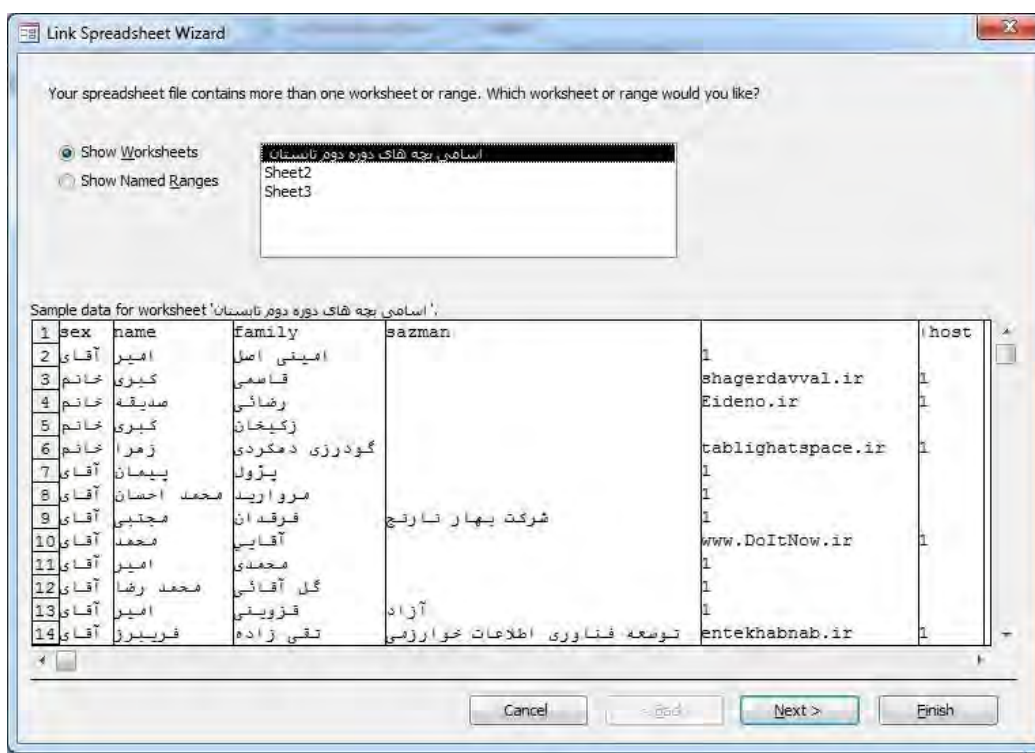 Link Spreadsheet Wizard
Your spreadsheet file contains more than one worksheet or range. Which worksheet or range would you like?
Show Worksheets
Show Named Ranges
اسامی بچه های دوره دوم تابستان
Sheet2
Sheet3
Sample data for worksheet 'اسامی بچه های دوره دوم تابستان'.
1 sex name family sazman host
2 آقای امیر امینی اصل 1
3 خانم کبری قاسمی shagerdavval.ir 1
4 خانم صدیقه رضائی Eideno.ir 1
5 خانم کبری زکیخان
6 خانم زهرا گودرزی دهکردی tablighatspace.ir 1
7 آقای پیمان پژول 1
8 آقای محمد احسان مروارید 1
9 آقای مجتبی فرقدان شرکت بهار نارنج 1
10 آقای محمد آقایی www.DoItNow.ir 1
11 آقای امیر محمدی 1
12 آقای محمد رضا گل آقائی 1
13 آقای امیر قزوینی آزاد 1
14 آقای فریبرز تقی زاده توسعه فناوری اطلاعات خوارزمی entekhabnab.ir 1
Cancel
< Back
Next >
Finish